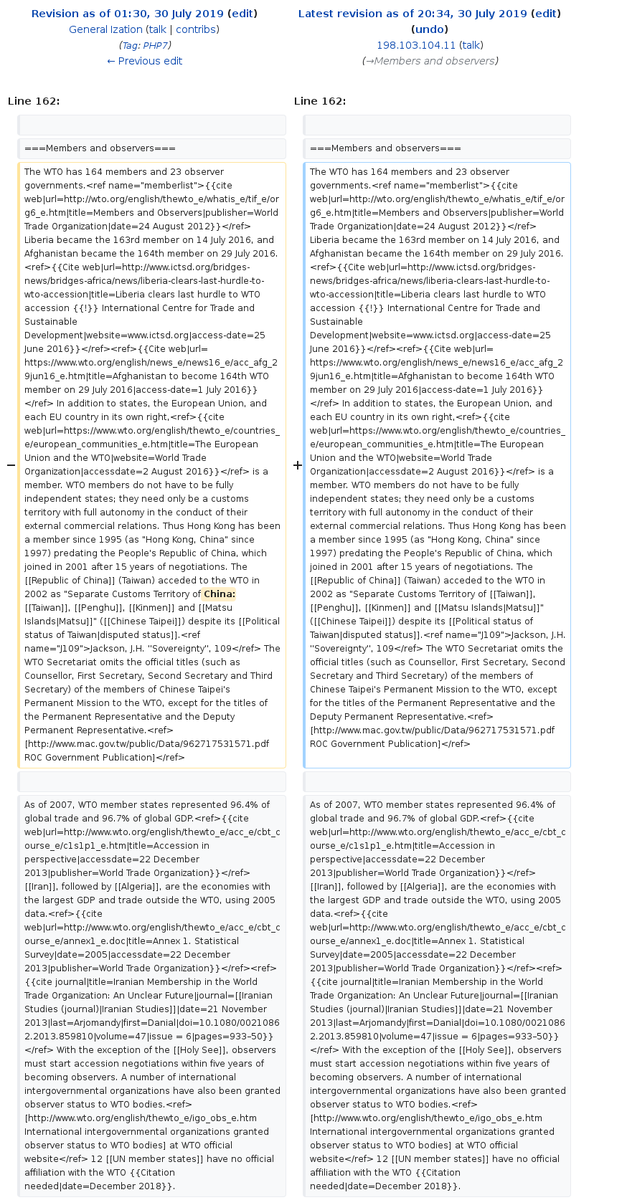 Revision as of 01:30, 30 July 2019 (edit)
General Ization (talk | contribs)
(Tag: PHP7)
← Previous edit
Latest revision as of 20:34, 30 July 2019 (edit)
(undo)
198.103.104.11 (talk)
(→Members and observers)
Line 162:
Line 162:
===Members and observers===
===Members and observers===
−
The WTO has 164 members and 23 observer
governments.<ref name="memberlist">{{cite
web|url=http://wto.org/english/thewto_e/whatis_e/tif_e/or
g6_e.htm|title=Members and Observers|publisher=World
Trade Organization|date=24 August 2012}}</ref>
Liberia became the 163rd member on 14 July 2016, and
Afghanistan became the 164th member on 29 July 2016.
<ref>{{Cite web|url=http://www.ictsd.org/bridges-
news/bridges-africa/news/liberia-clears-last-hurdle-to-
wto-accession|title=Liberia clears last hurdle to WTO
accession {{!}} International Centre for Trade and
Sustainable
Development|website=www.ictsd.org|access-date=25
June 2016}}</ref><ref>{{Cite web|url=
https://www.wto.org/english/news_e/news16_e/acc_afg_2
9jun16_e.htm|title=Afghanistan to become 164th WTO
member on 29 July 2016|access-date=1 July 2016}}
</ref> In addition to states, the European Union, and
each EU country in its own right,<ref>{{cite
web|url=https://www.wto.org/english/thewto_e/countries_
e/european_communities_e.htm|title=The European
Union and the WTO|website=World Trade
Organization|accessdate=2 August 2016}}</ref> is a
member. WTO members do not have to be fully
independent states; they need only be a customs
territory with full autonomy in the conduct of their
external commercial relations. Thus Hong Kong has been
a member since 1995 (as "Hong Kong, China" since
1997) predating the People's Republic of China, which
joined in 2001 after 15 years of negotiations. The
[[Republic of China]] (Taiwan) acceded to the WTO in
2002 as "Separate Customs Territory of China:
[[Taiwan]], [[Penghu]], [[Kinmen]] and [[Matsu
Islands|Matsu]]" ([[Chinese Taipei]]) despite its [[Political
status of Taiwan|disputed status]].<ref
name="J109">Jackson, J.H. ''Sovereignty'', 109</ref> The
WTO Secretariat omits the official titles (such as
Counsellor, First Secretary, Second Secretary and Third
Secretary) of the members of Chinese Taipei's
Permanent Mission to the WTO, except for the titles of
the Permanent Representative and the Deputy
Permanent Representative.<ref>
[http://www.mac.gov.tw/public/Data/962717531571.pdf
ROC Government Publication]</ref>
+
The WTO has 164 members and 23 observer
governments.<ref name="memberlist">{{cite
web|url=http://wto.org/english/thewto_e/whatis_e/tif_e/or
g6_e.htm|title=Members and Observers|publisher=World
Trade Organization|date=24 August 2012}}</ref>
Liberia became the 163rd member on 14 July 2016, and
Afghanistan became the 164th member on 29 July 2016.
<ref>{{Cite web|url=http://www.ictsd.org/bridges-
news/bridges-africa/news/liberia-clears-last-hurdle-to-
wto-accession|title=Liberia clears last hurdle to WTO
accession {{!}} International Centre for Trade and
Sustainable
Development|website=www.ictsd.org|access-date=25
June 2016}}</ref><ref>{{Cite web|url=
https://www.wto.org/english/news_e/news16_e/acc_afg_2
9jun16_e.htm|title=Afghanistan to become 164th WTO
member on 29 July 2016|access-date=1 July 2016}}
</ref> In addition to states, the European Union, and
each EU country in its own right,<ref>{{cite
web|url=https://www.wto.org/english/thewto_e/countries_
e/european_communities_e.htm|title=The European
Union and the WTO|website=World Trade
Organization|accessdate=2 August 2016}}</ref> is a
member. WTO members do not have to be fully
independent states; they need only be a customs
territory with full autonomy in the conduct of their
external commercial relations. Thus Hong Kong has been
a member since 1995 (as "Hong Kong, China" since
1997) predating the People's Republic of China, which
joined in 2001 after 15 years of negotiations. The
[[Republic of China]] (Taiwan) acceded to the WTO in
2002 as "Separate Customs Territory of [[Taiwan]],
[[Penghu]], [[Kinmen]] and [[Matsu Islands|Matsu]]"
([[Chinese Taipei]]) despite its [[Political status of
Taiwan|disputed status]].<ref name="J109">Jackson, J.H.
''Sovereignty'', 109</ref> The WTO Secretariat omits the
official titles (such as Counsellor, First Secretary, Second
Secretary and Third Secretary) of the members of
Chinese Taipei's Permanent Mission to the WTO, except
for the titles of the Permanent Representative and the
Deputy Permanent Representative.<ref>
[http://www.mac.gov.tw/public/Data/962717531571.pdf
ROC Government Publication]</ref>
As of 2007, WTO member states represented 96.4% of
global trade and 96.7% of global GDP.<ref>{{cite
web|url=http://www.wto.org/english/thewto_e/acc_e/cbt_c
ourse_e/c1s1p1_e.htm|title=Accession in
perspective|accessdate=22 December
2013|publisher=World Trade Organization}}</ref>
[[Iran]], followed by [[Algeria]], are the economies with
the largest GDP and trade outside the WTO, using 2005
data.<ref>{{cite
web|url=http://www.wto.org/english/thewto_e/acc_e/cbt_c
ourse_e/annex1_e.doc|title=Annex 1. Statistical
Survey|date=2005|accessdate=22 December
2013|publisher=World Trade Organization}}</ref><ref>
{{cite journal|title=Iranian Membership in the World
Trade Organization: An Unclear Future|journal=[[Iranian
Studies (journal)|Iranian Studies]]|date=21 November
2013|last=Arjomandy|first=Danial|doi=10.1080/0021086
2.2013.859810|volume=47|issue = 6|pages=933–50}}
</ref> With the exception of the [[Holy See]], observers
must start accession negotiations within five years of
becoming observers. A number of international
intergovernmental organizations have also been granted
observer status to WTO bodies.<ref>
[http://www.wto.org/english/thewto_e/igo_obs_e.htm
International intergovernmental organizations granted
observer status to WTO bodies] at WTO official
website</ref> 12 [[UN member states]] have no official
affiliation with the WTO {{Citation
needed|date=December 2018}}.
As of 2007, WTO member states represented 96.4% of
global trade and 96.7% of global GDP.<ref>{{cite
web|url=http://www.wto.org/english/thewto_e/acc_e/cbt_c
ourse_e/c1s1p1_e.htm|title=Accession in
perspective|accessdate=22 December
2013|publisher=World Trade Organization}}</ref>
[[Iran]], followed by [[Algeria]], are the economies with
the largest GDP and trade outside the WTO, using 2005
data.<ref>{{cite
web|url=http://www.wto.org/english/thewto_e/acc_e/cbt_c
ourse_e/annex1_e.doc|title=Annex 1. Statistical
Survey|date=2005|accessdate=22 December
2013|publisher=World Trade Organization}}</ref><ref>
{{cite journal|title=Iranian Membership in the World
Trade Organization: An Unclear Future|journal=[[Iranian
Studies (journal)|Iranian Studies]]|date=21 November
2013|last=Arjomandy|first=Danial|doi=10.1080/0021086
2.2013.859810|volume=47|issue = 6|pages=933–50}}
</ref> With the exception of the [[Holy See]], observers
must start accession negotiations within five years of
becoming observers. A number of international
intergovernmental organizations have also been granted
observer status to WTO bodies.<ref>
[http://www.wto.org/english/thewto_e/igo_obs_e.htm
International intergovernmental organizations granted
observer status to WTO bodies] at WTO official
website</ref> 12 [[UN member states]] have no official
affiliation with the WTO {{Citation
needed|date=December 2018}}.